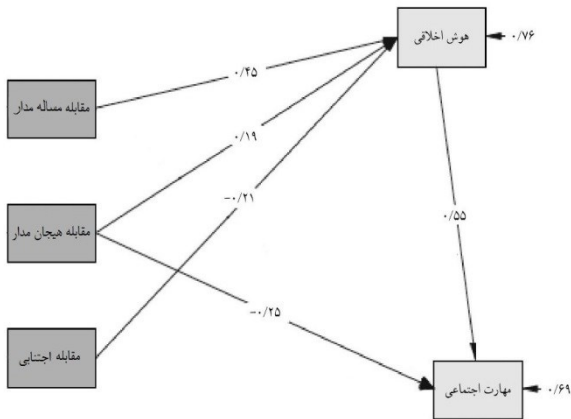 هوش اخلاقی
۰/۷۶
۰/۴۵
مقابله مساله مدار
۰/۱۹
-۰/۲۱
مقابله هیجان مدار
۰/۵۵
-۰/۲۵
مقابله اجتنابی
مهارت اجتماعی
۰/۶۹